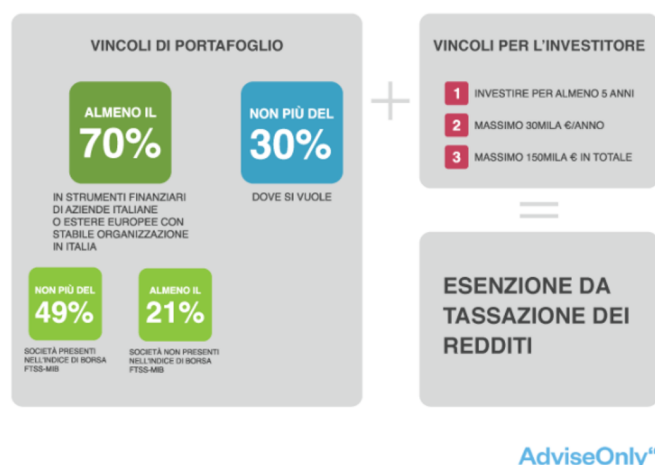 VINCOLI DI PORTAFOGLIO
ALMENO IL
70%
IN STRUMENTI FINANZIARI
DI AZIENDE ITALIANE
O ESTERE EUROPEE CON
STABILE ORGANIZZAZIONE
IN ITALIA
NON PIÙ DEL
30%
DOVE SI VUOLE
NON PIÙ DEL
49%
SOCIETÀ PRESENTI
NELL'INDICE DI BORSA
FTSS-MIB
ALMENO IL
21%
SOCIETÀ NON PRESENTI
NELL'INDICE DI BORSA
FTSS-MIB
+
VINCOLI PER L'INVESTITORE
1 INVESTIRE PER ALMENO 5 ANNI
2 MASSIMO 30MILA €/ANNO
3 MASSIMO 150MILA € IN TOTALE
=
ESENZIONE DA
TASSAZIONE DEI
REDDITI
AdviseOnly"